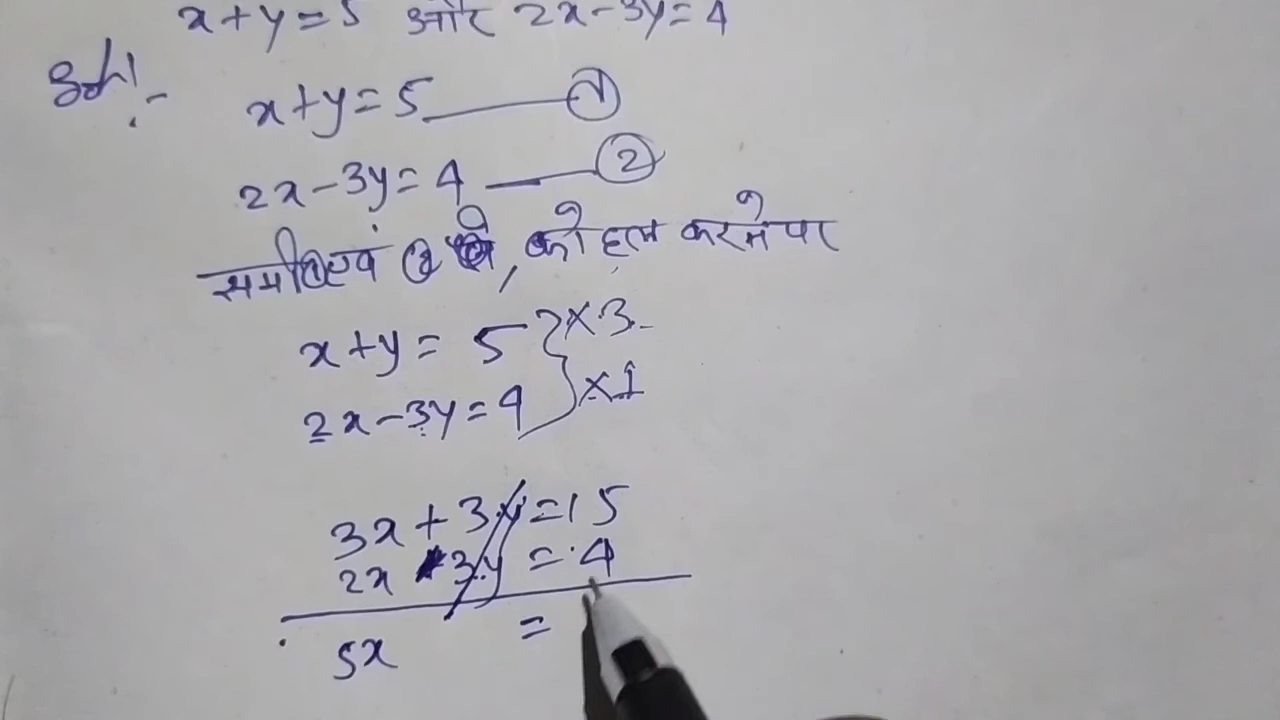 x+y=5 और 2x-3y=4
Sol:-
x+y=5 ——— ①
2x-3y=4 —— ②
समी① एवं ② को हल करने पर
x+y=5 } ×3
2x-3y=4 } ×1
3x+3y=15
2x-3y=4
5x =